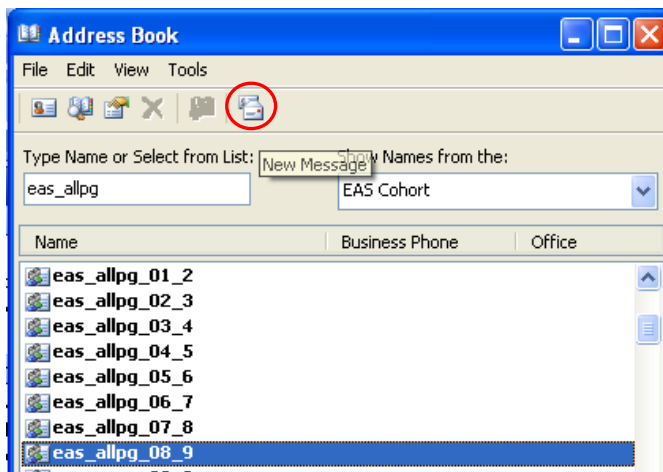 Address Book
File Edit View Tools
Type Name or Select from List: Names from the:
New Message
eas_allpg EAS Cohort
Name Business Phone Office
eas_allpg_01_2
eas_allpg_02_3
eas_allpg_03_4
eas_allpg_04_5
eas_allpg_05_6
eas_allpg_06_7
eas_allpg_07_8
eas_allpg_08_9